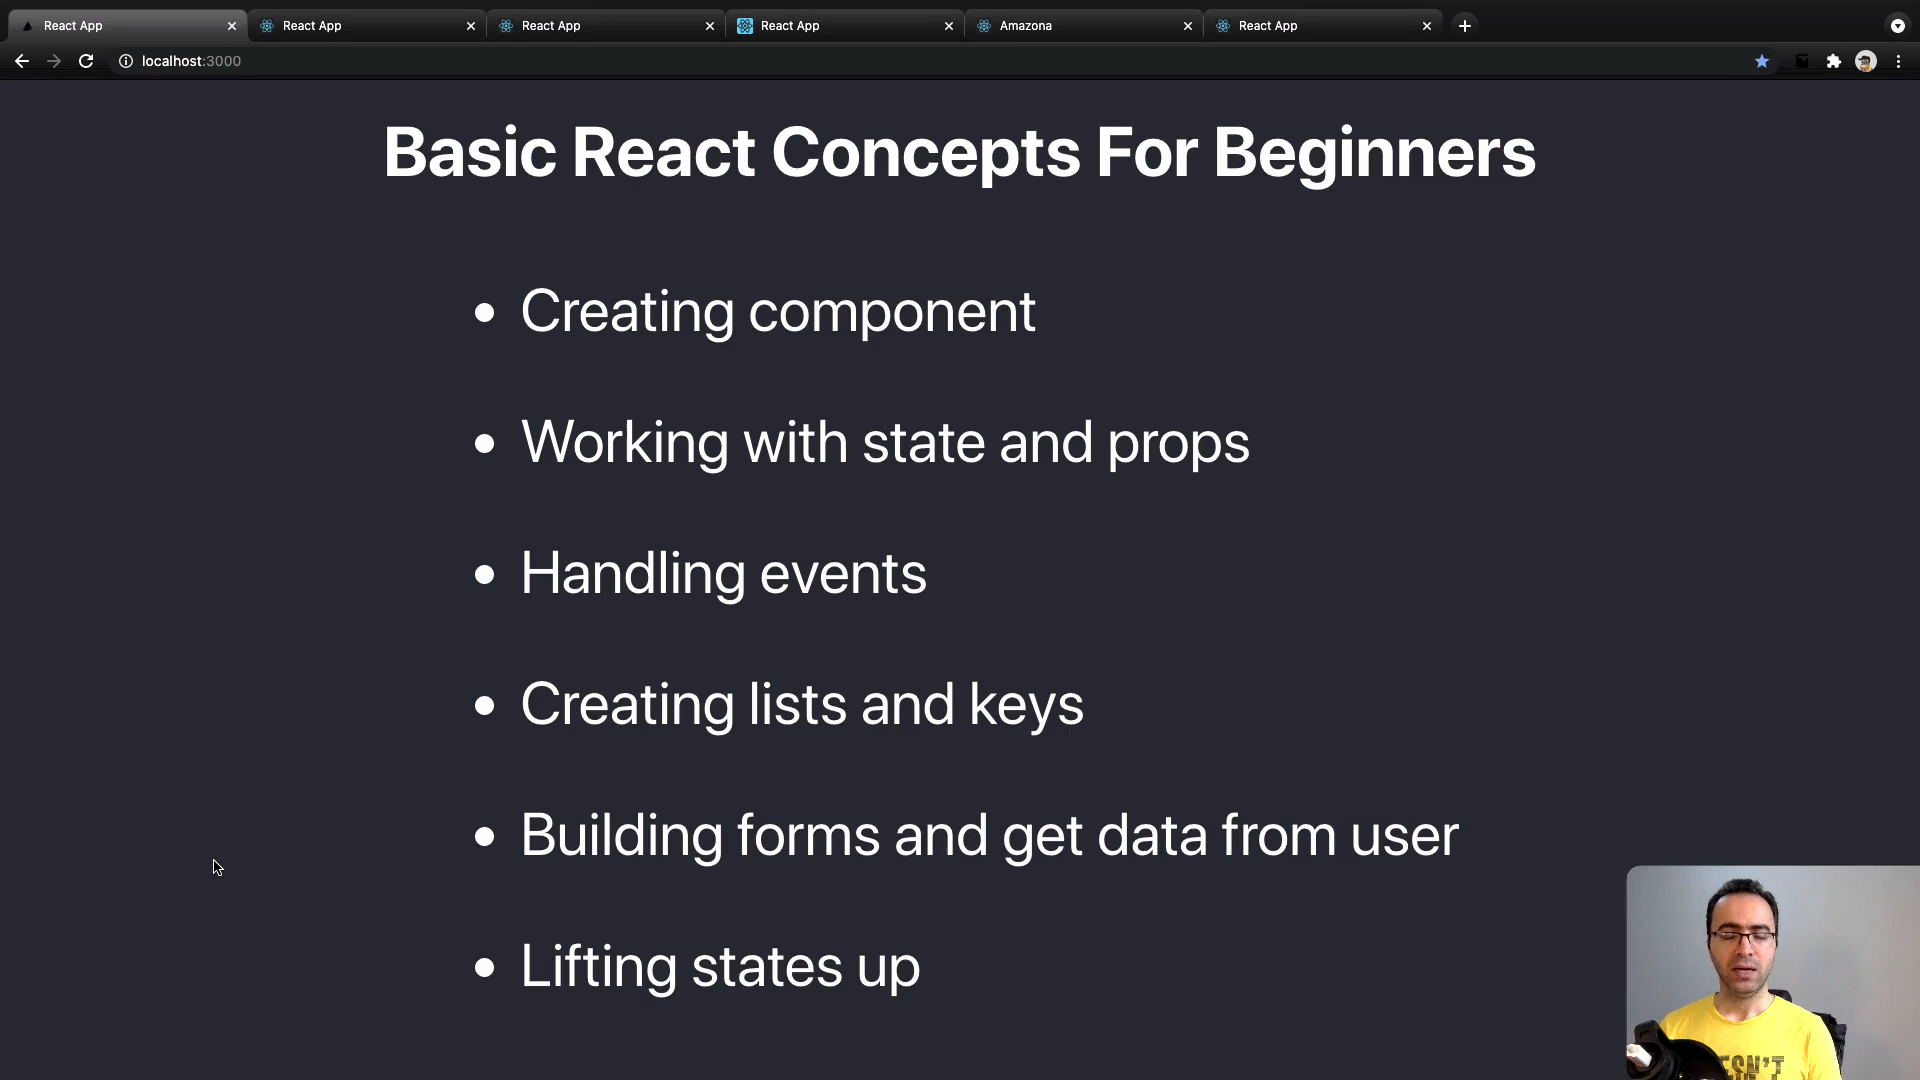 React App
React App
React App
React App
Amazona
React App
localhost:3000
Basic React Concepts For Beginners
• Creating component
• Working with state and props
• Handling events
• Creating lists and keys
• Building forms and get data from user
• Lifting states up